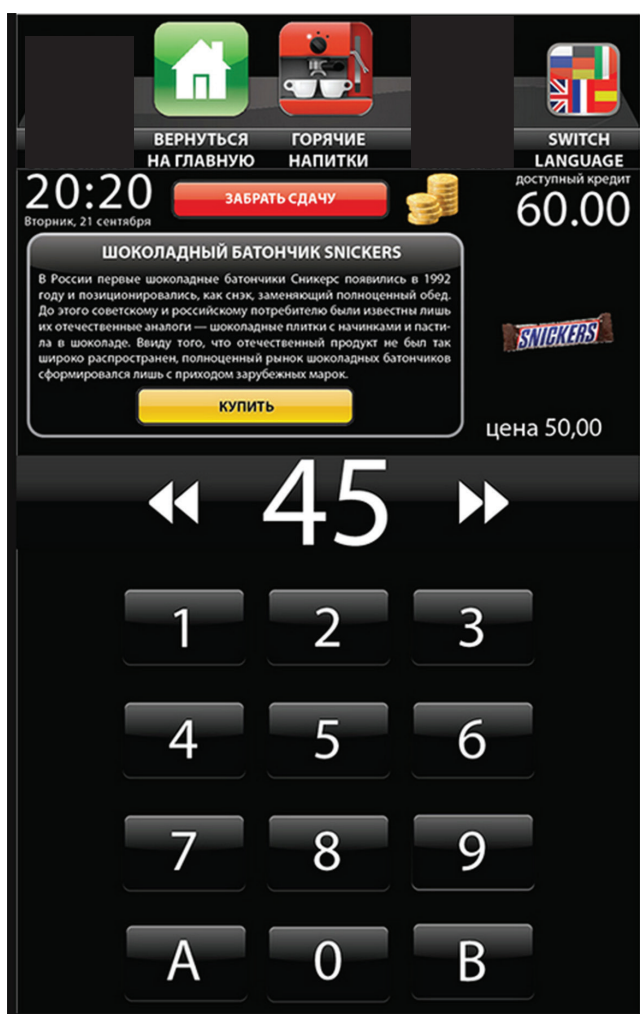 ВЕРНУТЬСЯ
НА ГЛАВНУЮ
ГОРЯЧИЕ
НАПИТКИ
SWITCH
LANGUAGE
20:20
Вторник, 21 сентября
ЗАБРАТЬ СДАЧУ
доступный кредит
60.00
ШОКОЛАДНЫЙ БАТОНЧИК SNICKERS
В России первые шоколадные батончики Сникерс появились в 1992
году и позиционировались, как снэк, заменяющий полноценный обед.
До этого советскому и российскому потребителю были известны лишь
их отечественные аналоги — шоколадные плитки с начинками и пасти-
ла в шоколаде. Ввиду того, что отечественный продукт не был так
широко распространен, полноценный рынок шоколадных батончиков
сформировался лишь с приходом зарубежных марок.
КУПИТЬ
SNICKERS
цена 50,00
45
1 2 3
4 5 6
7 8 9
A 0 B